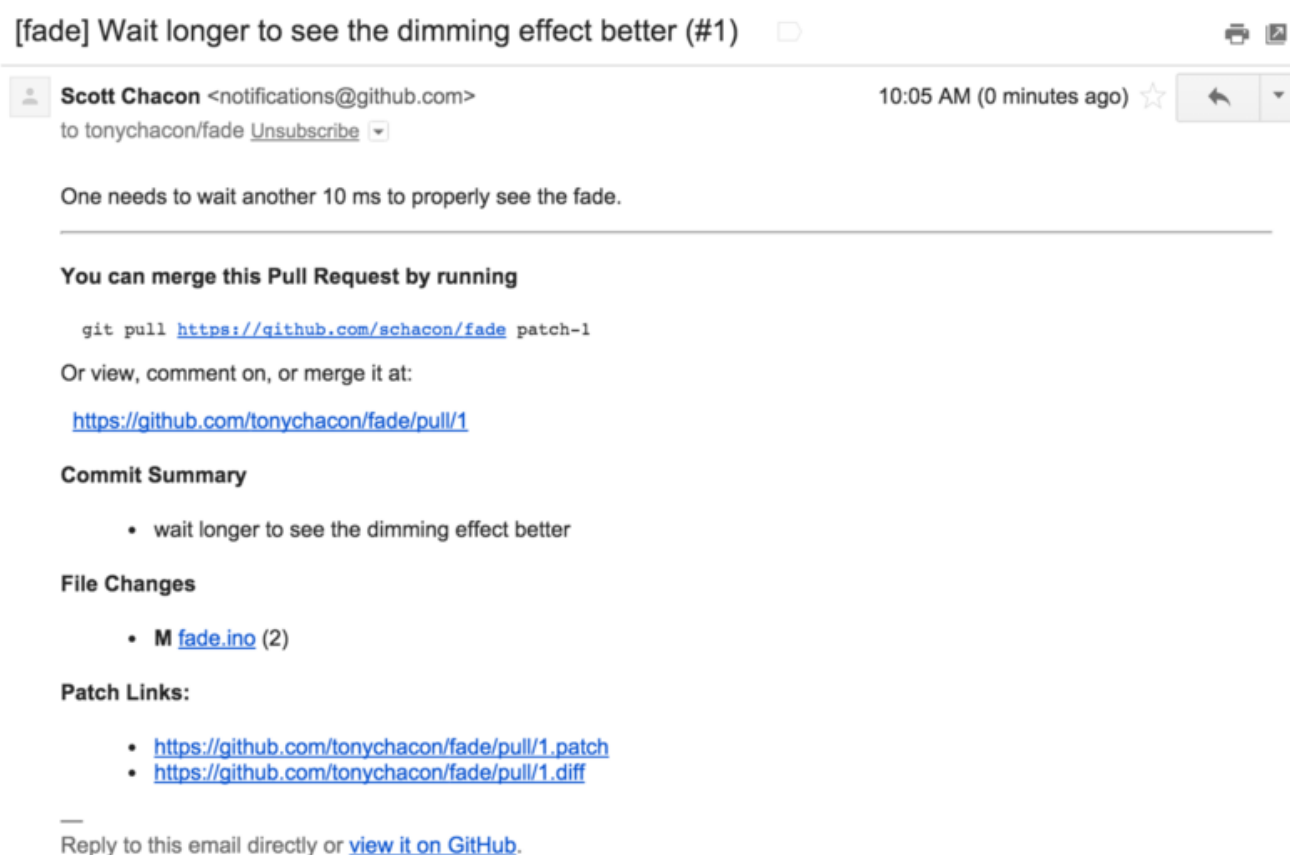 [fade] Wait longer to see the dimming effect better (#1)
Scott Chacon <notifications@github.com>
10:05 AM (0 minutes ago)
to tonychacon/fade Unsubscribe
One needs to wait another 10 ms to properly see the fade.
You can merge this Pull Request by running
git pull https://github.com/schacon/fade patch-1
Or view, comment on, or merge it at:
https://github.com/tonychacon/fade/pull/1
Commit Summary
• wait longer to see the dimming effect better
File Changes
• M fade.ino (2)
Patch Links:
• https://github.com/tonychacon/fade/pull/1.patch
• https://github.com/tonychacon/fade/pull/1.diff
—
Reply to this email directly or view it on GitHub.